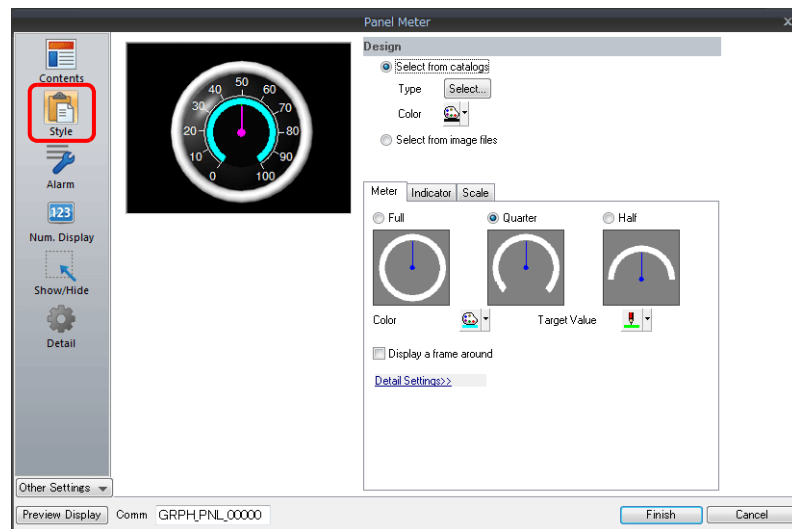 Panel Meter
x
Contents
Style
Alarm
123
Num. Display
Show/Hide
Detail
Other Settings
50
40 60
30 70
20 80
10 90
0 100
Design
Select from catalogs
Type Select...
Color
Select from image files
Meter Indicator Scale
Full Quarter Half
Color Target Value
Display a frame around
Detail Settings>>
Preview Display Comm GRPH_PNL_00000 Finish Cancel